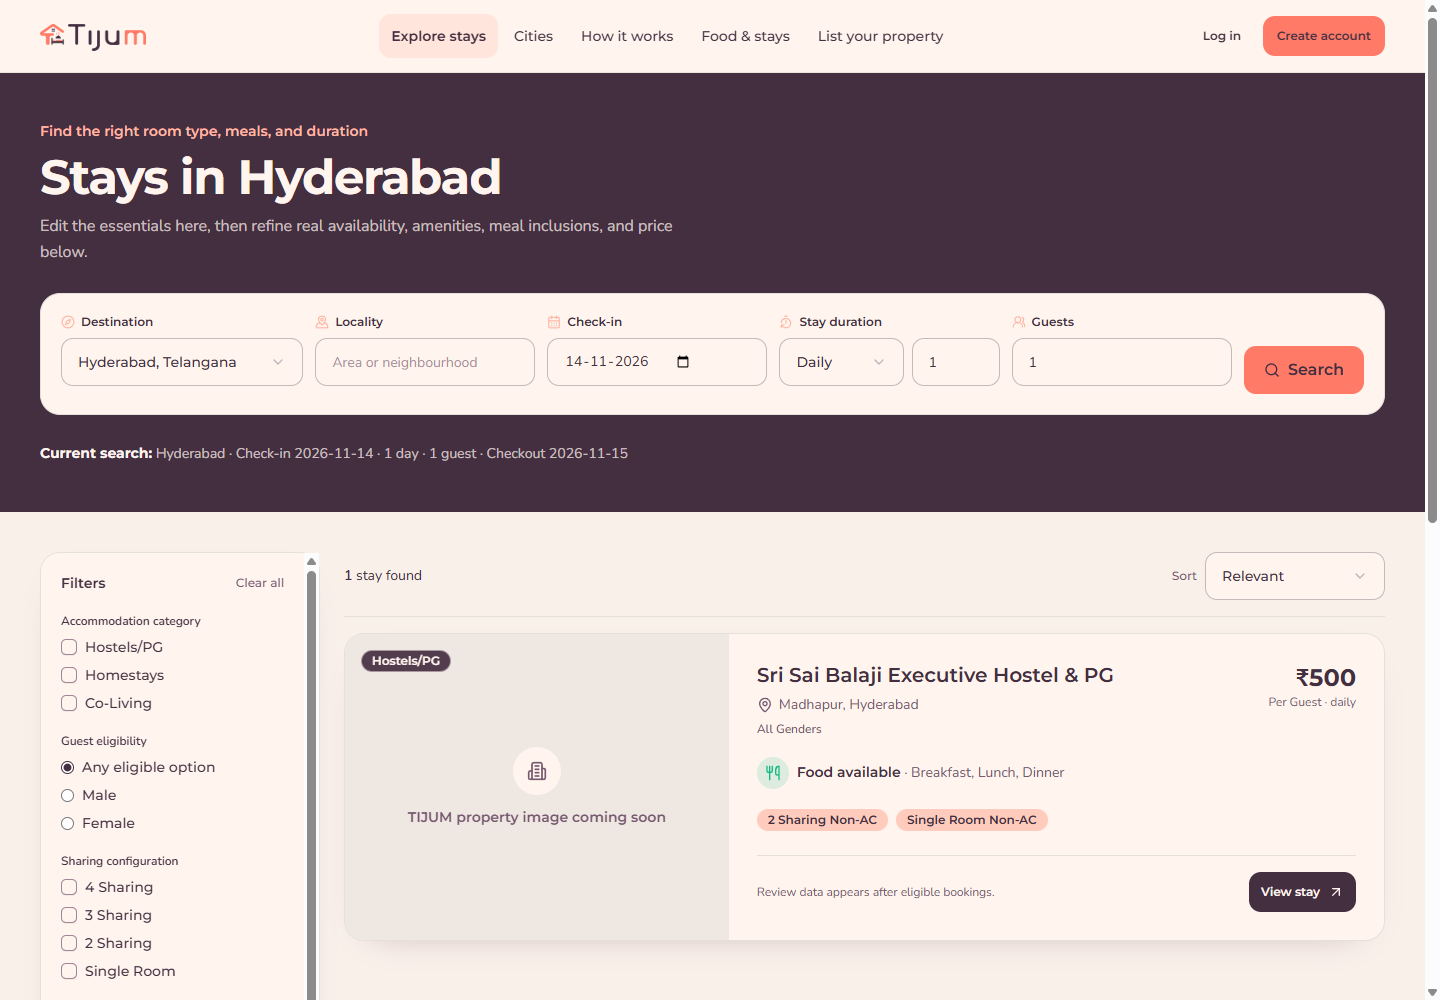 Tijum
Explore stays
Cities
How it works
Food & stays
List your property
Log in
Create account
Find the right room type, meals, and duration
Stays in Hyderabad
Edit the essentials here, then refine real availability, amenities, meal inclusions, and price
below.
Destination
Locality
Check-in
Stay duration
Guests
Hyderabad, Telangana
Area or neighbourhood
14-11-2026
Daily
1
1
Search
Current search: Hyderabad · Check-in 2026-11-14 · 1 day · 1 guest · Checkout 2026-11-15
Filters
Clear all
Accommodation category
Hostels/PG
Homestays
Co-Living
Guest eligibility
Any eligible option
Male
Female
Sharing configuration
4 Sharing
3 Sharing
2 Sharing
Single Room
1 stay found
Sort
Relevant
Hostels/PG
TIJUM property image coming soon
Sri Sai Balaji Executive Hostel & PG
₹500
Madhapur, Hyderabad
Per Guest · daily
All Genders
Food available · Breakfast, Lunch, Dinner
2 Sharing Non-AC
Single Room Non-AC
Review data appears after eligible bookings.
View stay